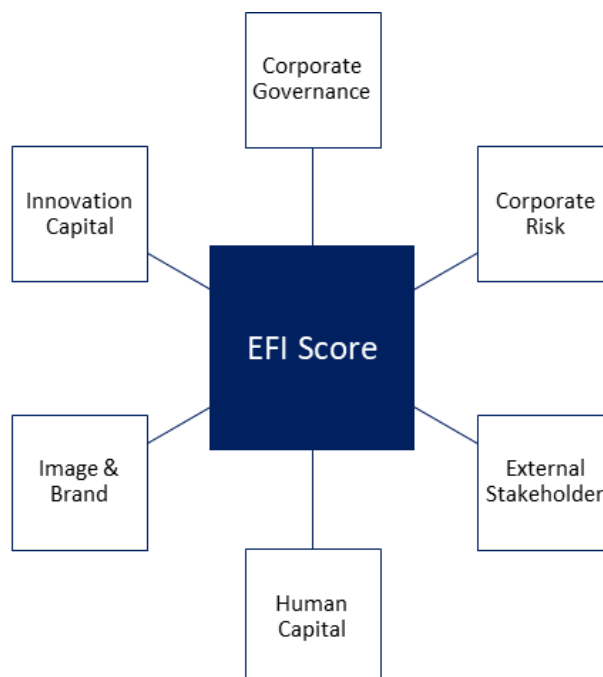 Corporate
Governance
Innovation
Capital
Corporate
Risk
EFI Score
Image &
Brand
External
Stakeholder
Human
Capital